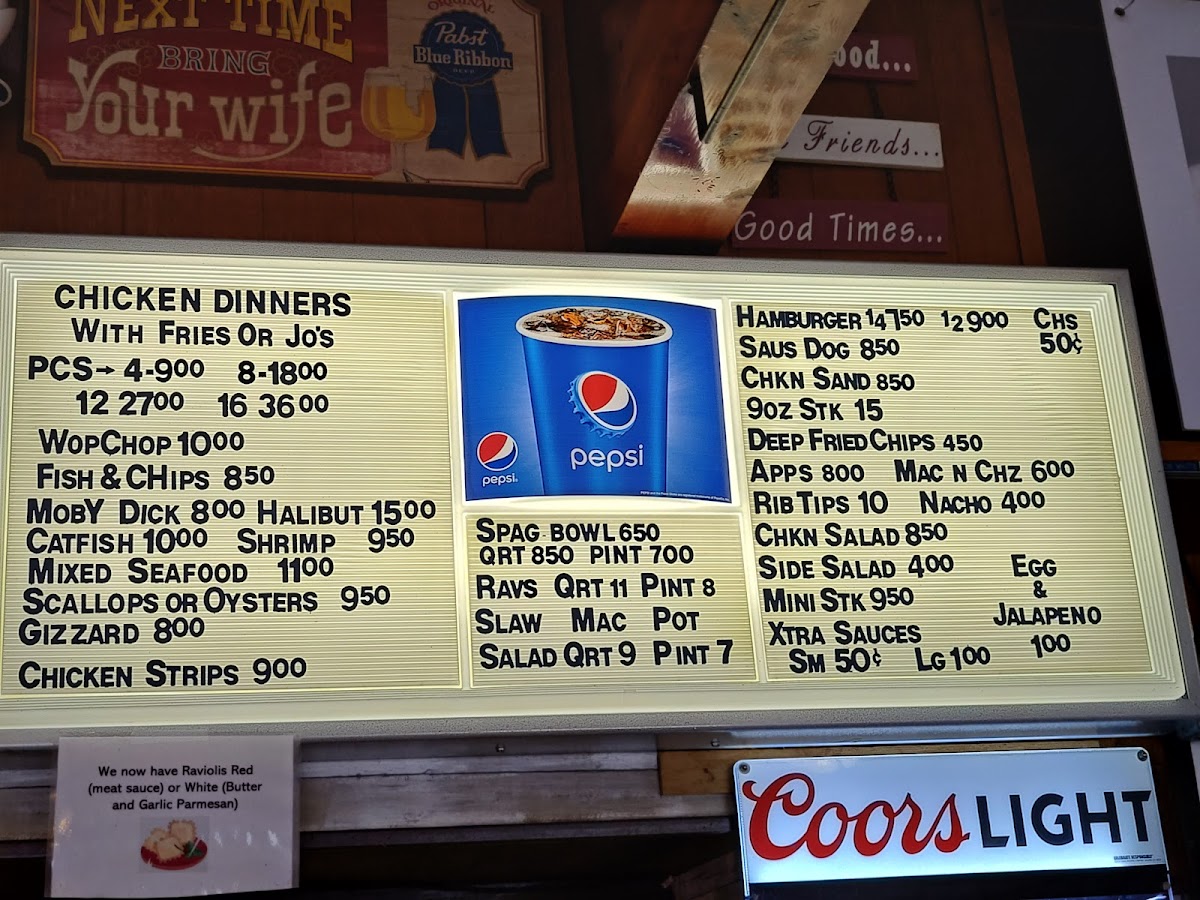 NEXT TIME
BRING
Your wife
ORIGINAL
Pabst
Blue Ribbon
BEER
ood...
Friends...
Good Times...
CHICKEN DINNERS
WITH FRIES OR JO'S
PCS→ 4-900 8-1800
12 2700 16 3600
WOPCHOP 1000
FISH & CHIPS 850
MOBY DICK 800 HALIBUT 1500
CATFISH 1000 SHRIMP 950
MIXED SEAFOOD 1100
SCALLOPS OR OYSTERS 950
GIZZARD 800
CHICKEN STRIPS 900
pepsi
pepsi.
SPAG BOWL 650
QRT 850 PINT 700
RAVS QRT 11 PINT 8
SLAW MAC POT
SALAD QRT 9 PINT 7
HAMBURGER 14750 12900 CHS
50¢
SAUS DOG 850
CHKN SAND 850
9OZ STK 15
DEEP FRIED CHIPS 450
APPS 800 MAC N CHZ 600
RIB TIPS 10 NACHO 400
CHKN SALAD 850
SIDE SALAD 400
MINI STK 950
XTRA SAUCES
SM 50¢ LG 100
EGG
&
JALAPENO
100
We now have Raviolis Red
(meat sauce) or White (Butter
and Garlic Parmesan)
Coors LIGHT